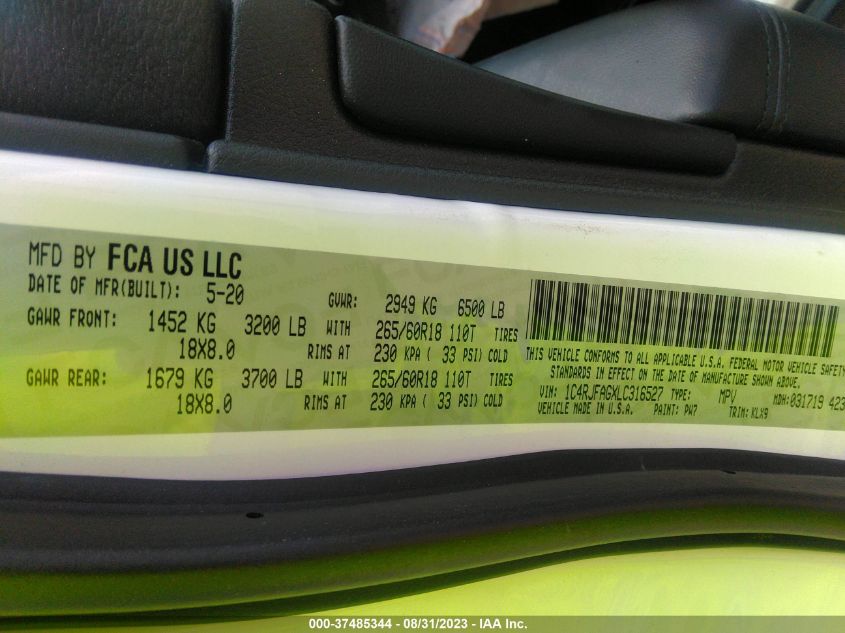 MFD BY FCA US LLC
DATE OF MFR(BUILT): 5-20 GVWR: 2949 KG 6500 LB
GAWR FRONT: 1452 KG 3200 LB WITH 265/60R18 110T TIRES
18X8.0 RIMS AT 230 KPA ( 33 PSI) COLD
GAWR REAR: 1679 KG 3700 LB WITH 265/60R18 110T TIRES
18X8.0 RIMS AT 230 KPA ( 33 PSI) COLD
THIS VEHICLE CONFORMS TO ALL APPLICABLE U.S.A. FEDERAL MOTOR VEHICLE SAFETY
STANDARDS IN EFFECT ON THE DATE OF MANUFACTURE SHOWN ABOVE.
VIN: 1C4RJFAGXLC316527 TYPE: MPV MDH: 031719 423
VEHICLE MADE IN U.S.A. PAINT: PW7 TRIM: KLX9
000-37485344 - 08/31/2023 - IAA Inc.